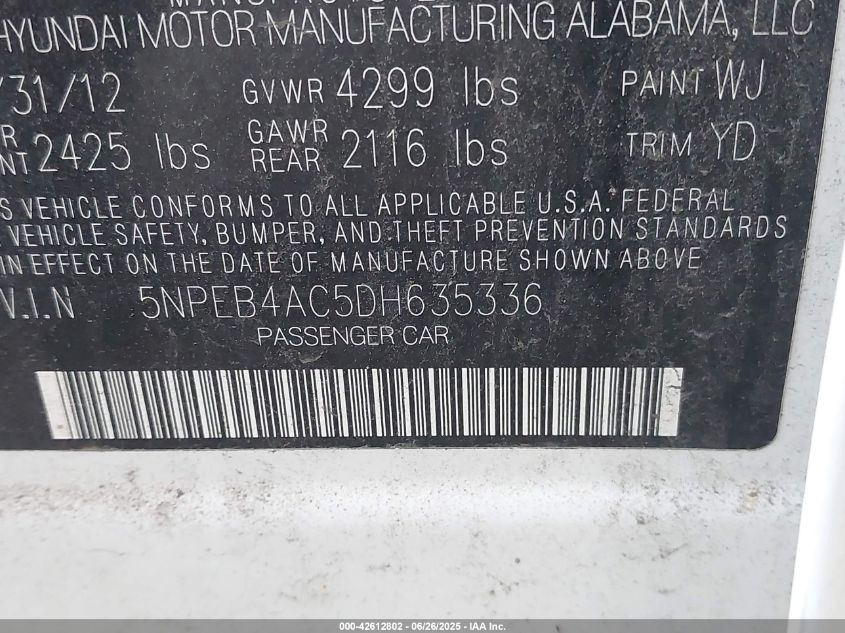 HYUNDAI MOTOR MANUFACTURING ALABAMA, LLC
/31/12 GVWR 4299 lbs PAINT WJ
2425 lbs GAWR REAR 2116 lbs TRIM YD
S VEHICLE CONFORMS TO ALL APPLICABLE U.S.A. FEDERAL
VEHICLE SAFETY, BUMPER, AND THEFT PREVENTION STANDARDS
IN EFFECT ON THE DATE OF MANUFACTURE SHOWN ABOVE
V.I.N 5NPEB4AC5DH635336
PASSENGER CAR
000-42612802 - 06/26/2025 - IAA Inc.